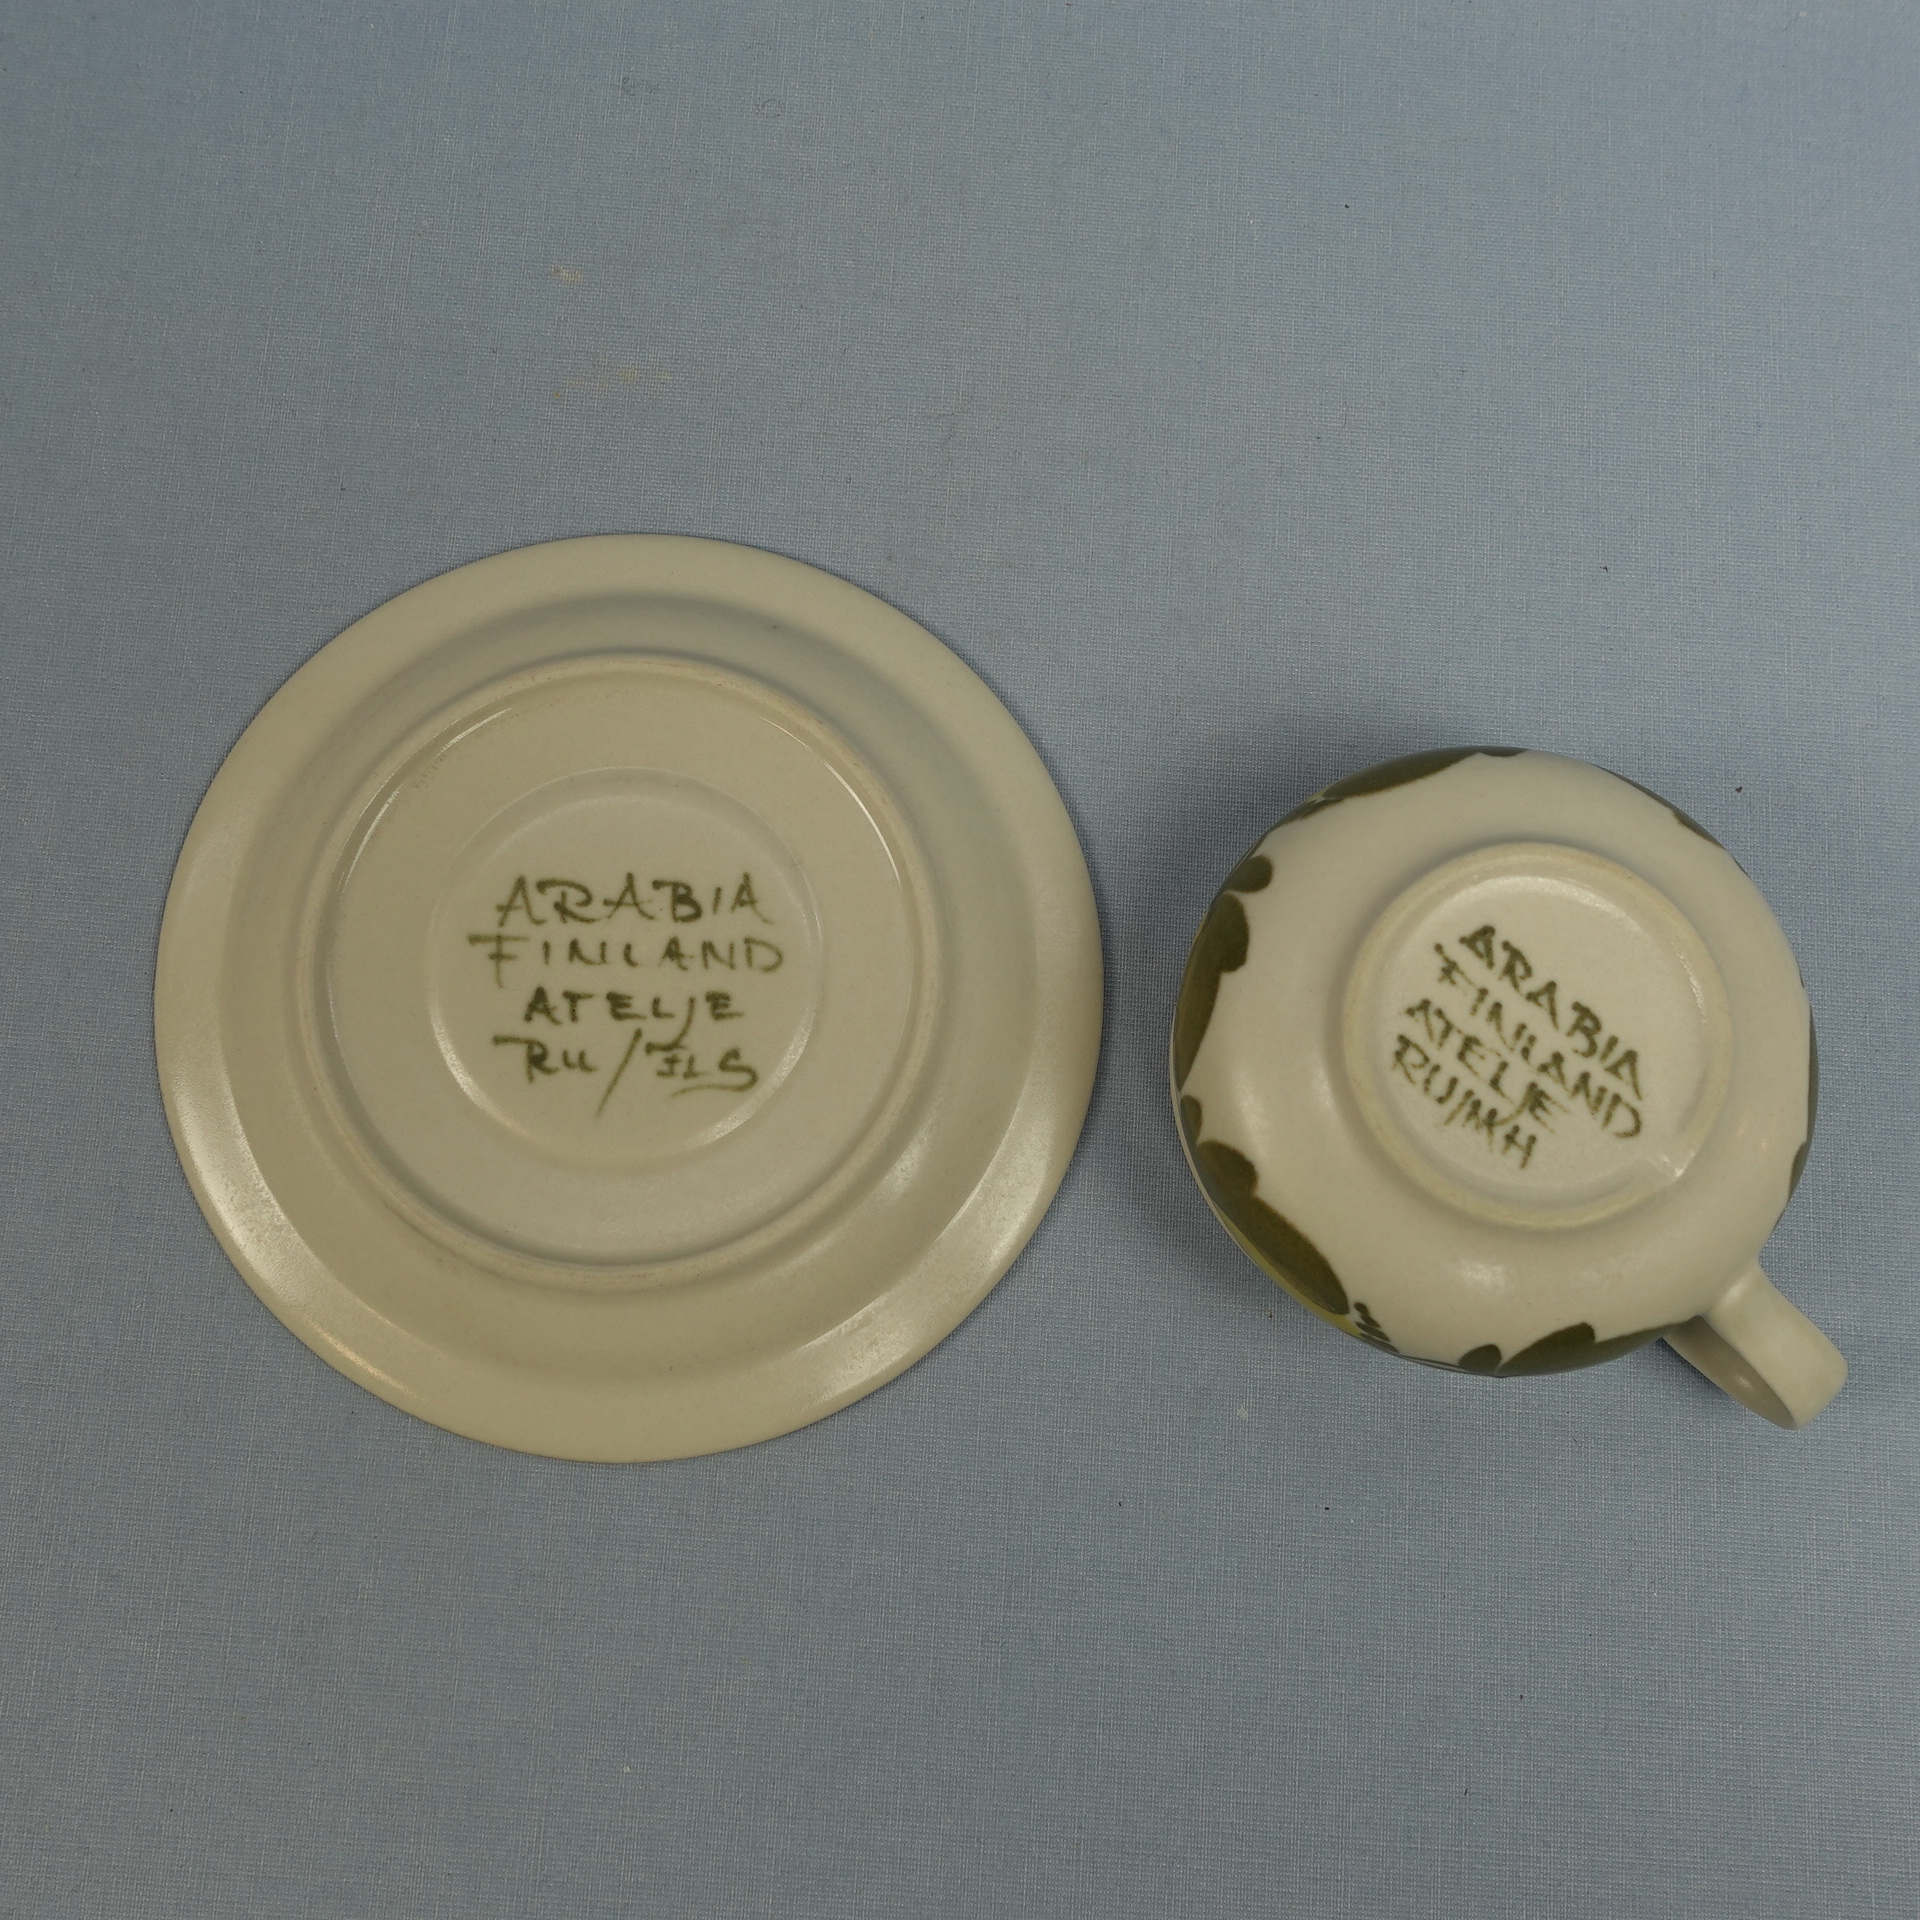 ARABIA
FINLAND
ATELJE
RU/ILS
ARABIA
FINLAND
ATELJE
RU/MH